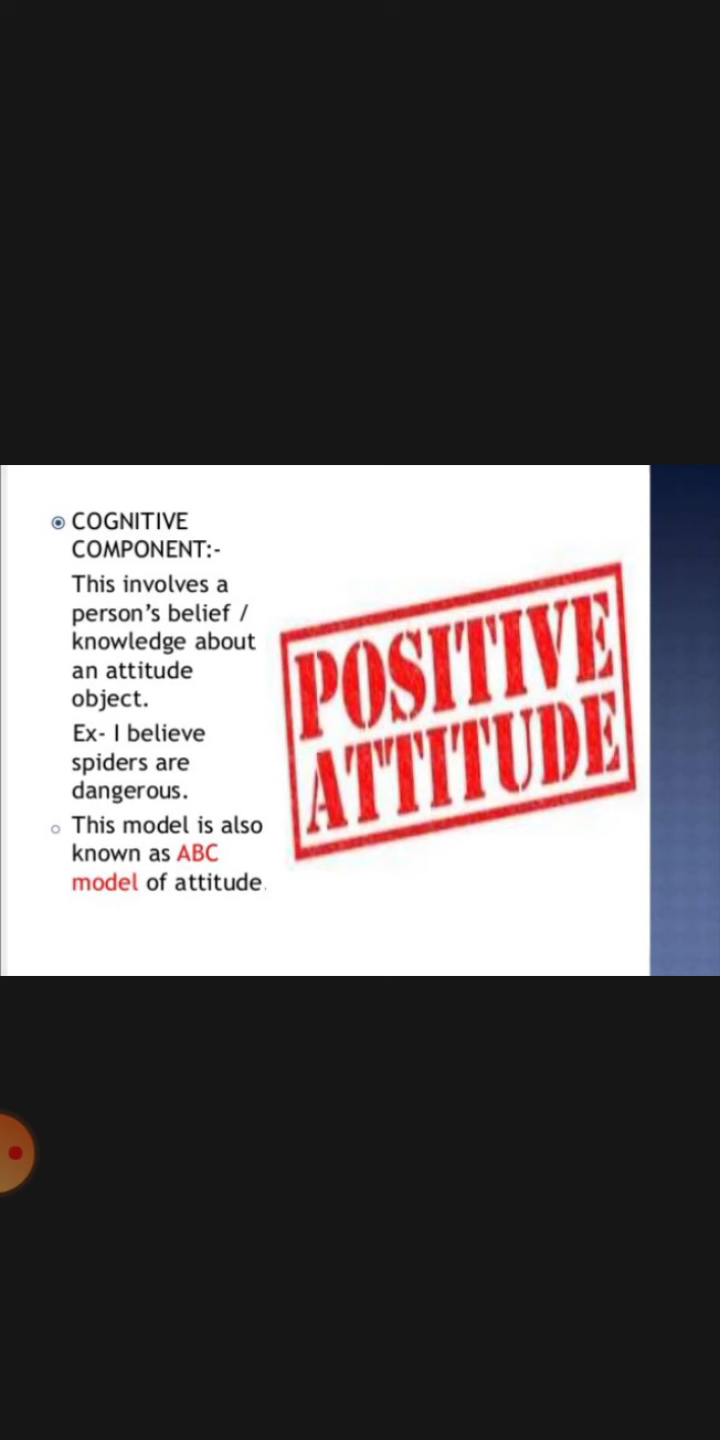 COGNITIVE
COMPONENT:-
This involves a
person's belief /
knowledge about
an attitude
object.
Ex- I believe
spiders are
dangerous.
This model is also
known as ABC
model of attitude.
POSITIVE
ATTITUDE